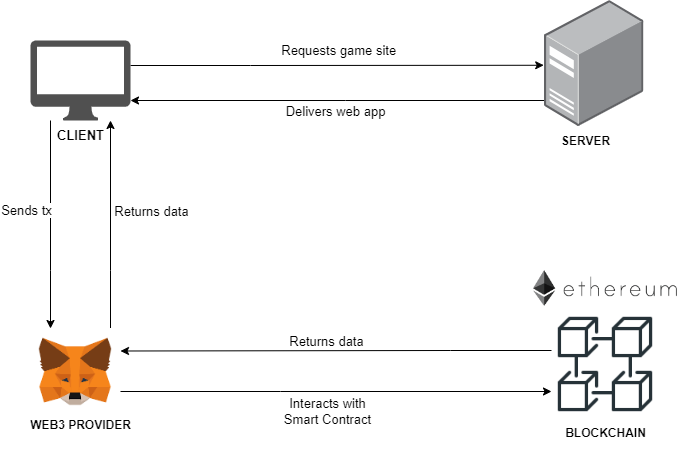 Requests game site
Delivers web app
CLIENT
SERVER
Sends tx
Returns data
ethereum
Returns data
Interacts with
Smart Contract
WEB3 PROVIDER
BLOCKCHAIN